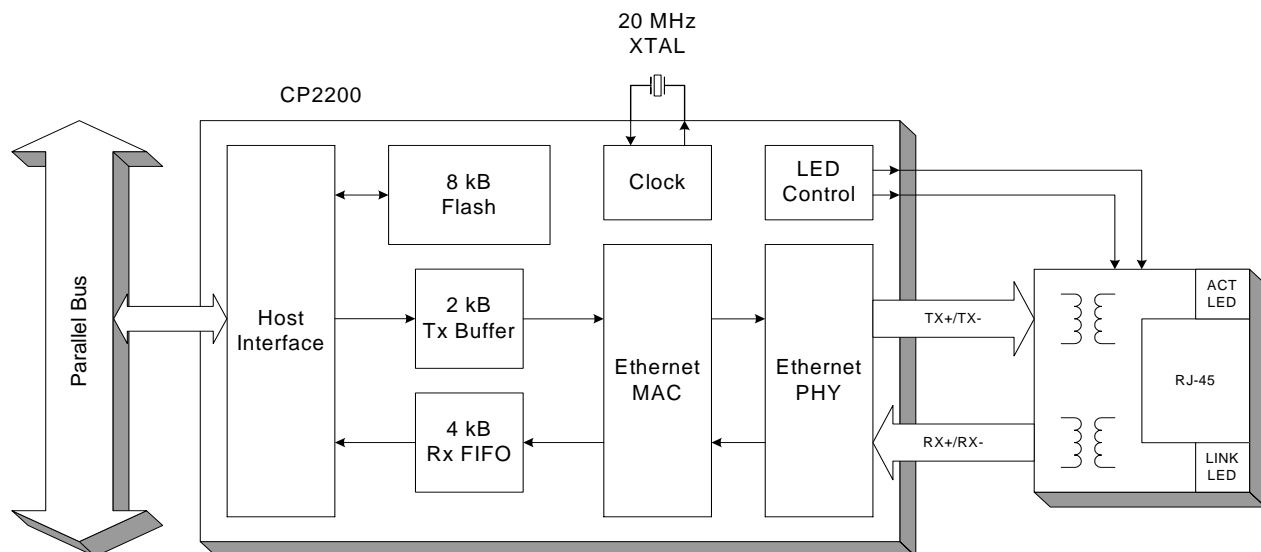 20 MHz
XTAL
CP2200
Parallel Bus
Host
Interface
8 kB
Flash
Clock
LED
Control
2 kB
Tx Buffer
4 kB
Rx FIFO
Ethernet
MAC
Ethernet
PHY
TX+/TX-
RX+/RX-
ACT
LED
RJ-45
LINK
LED